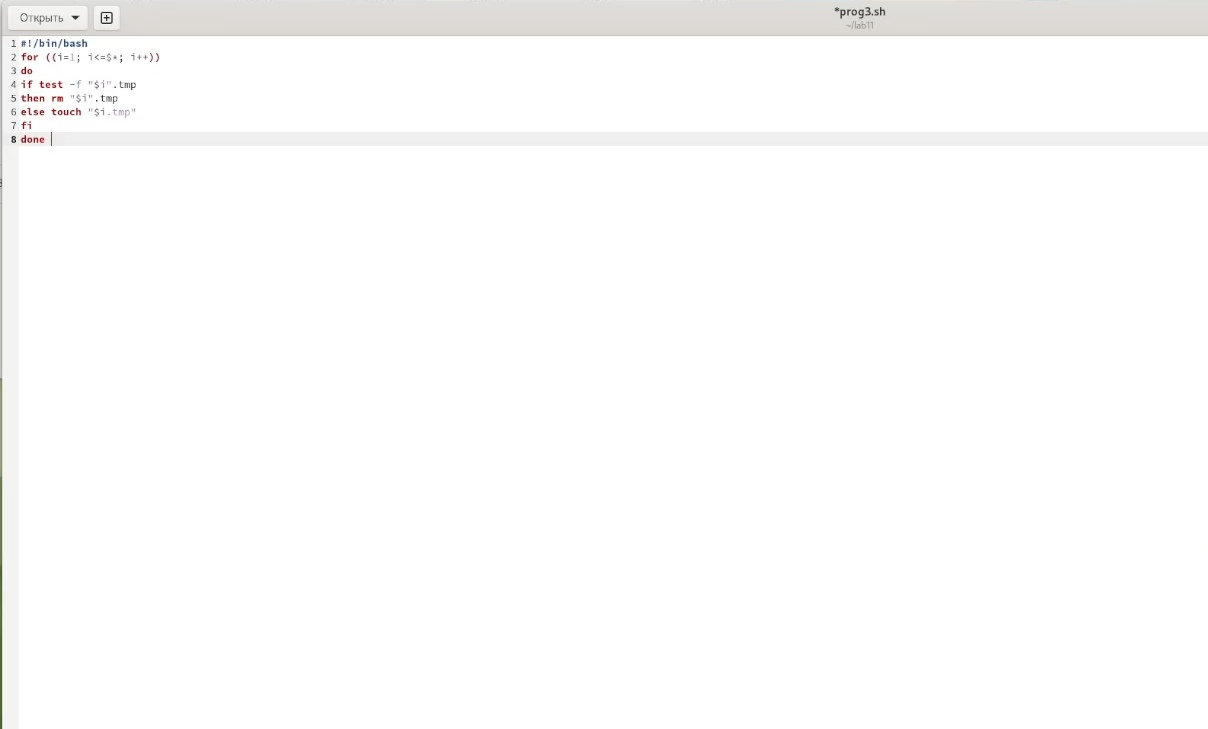 Открыть
*prog3.sh
~/lab11
1 #!/bin/bash
2 for ((i=1; i<=$*; i++))
3 do
4 if test -f "$i".tmp
5 then rm "$i".tmp
6 else touch "$i.tmp"
7 fi
8 done